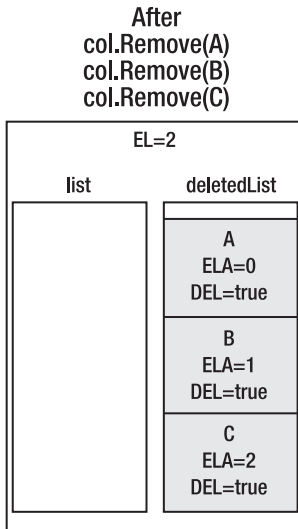 After
col.Remove(A)
col.Remove(B)
col.Remove(C)
EL=2
list
deletedList
A
ELA=0
DEL=true
B
ELA=1
DEL=true
C
ELA=2
DEL=true